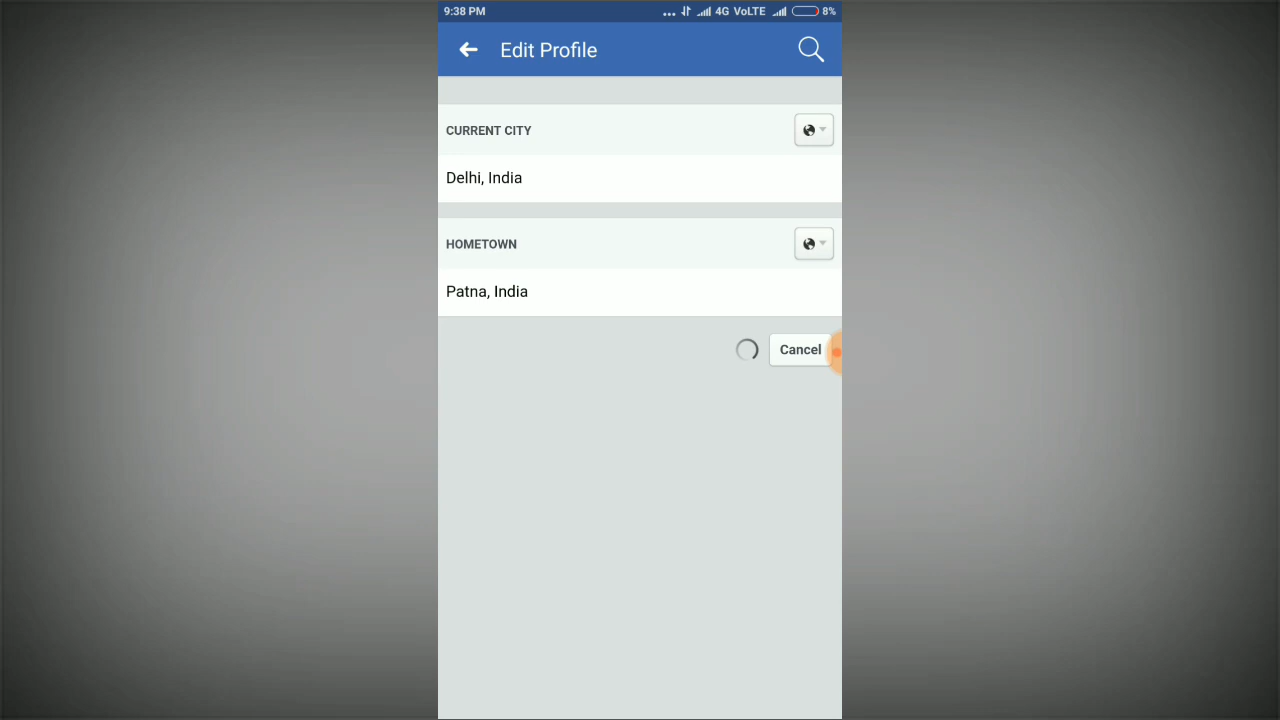 9:38 PM ... 4G VoLTE 8%
Edit Profile
CURRENT CITY
Delhi, India
HOMETOWN
Patna, India
Cancel